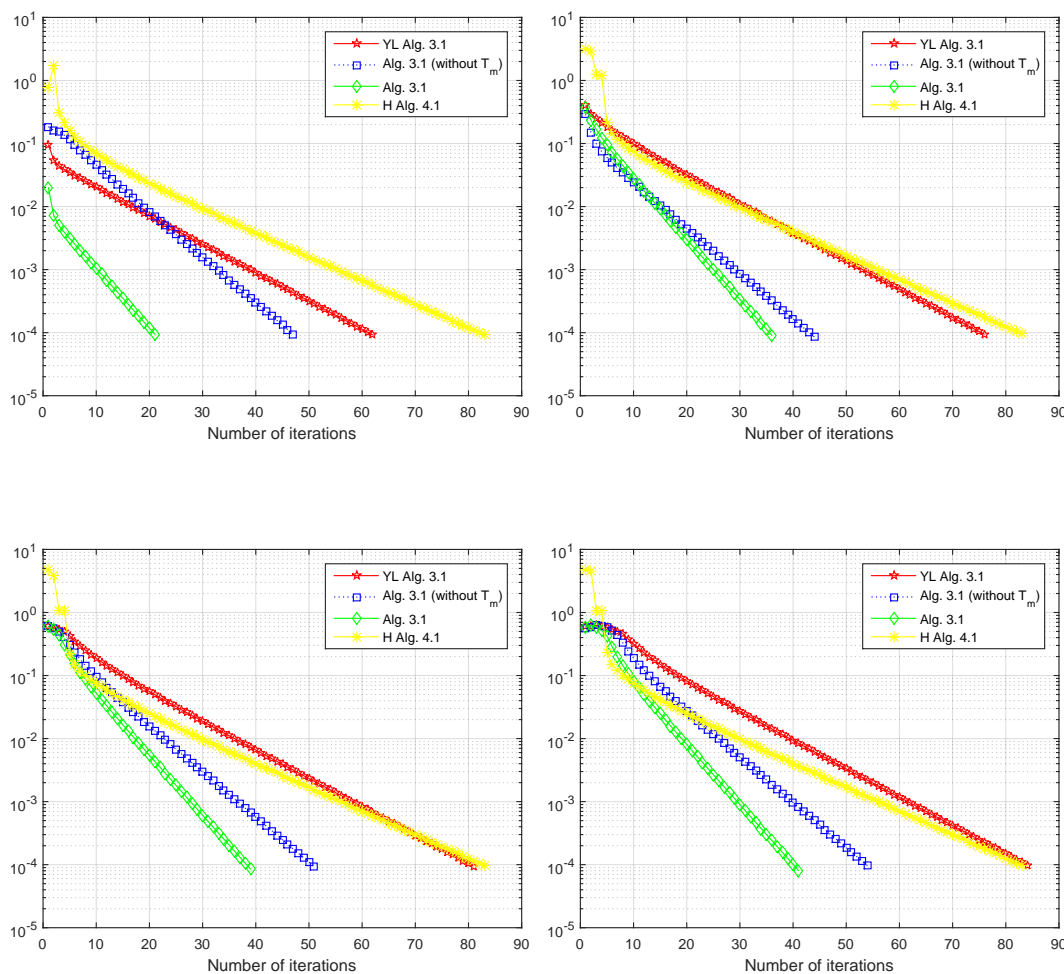 10^1
10^0
10^-1
10^-2
10^-3
10^-4
10^-5
0 10 20 30 40 50 60 70 80 90
Number of iterations
YL Alg. 3.1
Alg. 3.1 (without T_m)
Alg. 3.1
H Alg. 4.1
10^1
10^0
10^-1
10^-2
10^-3
10^-4
10^-5
0 10 20 30 40 50 60 70 80 90
Number of iterations
YL Alg. 3.1
Alg. 3.1 (without T_m)
Alg. 3.1
H Alg. 4.1
10^1
10^0
10^-1
10^-2
10^-3
10^-4
10^-5
0 10 20 30 40 50 60 70 80 90
Number of iterations
YL Alg. 3.1
Alg. 3.1 (without T_m)
Alg. 3.1
H Alg. 4.1
10^1
10^0
10^-1
10^-2
10^-3
10^-4
10^-5
0 10 20 30 40 50 60 70 80 90
Number of iterations
YL Alg. 3.1
Alg. 3.1 (without T_m)
Alg. 3.1
H Alg. 4.1